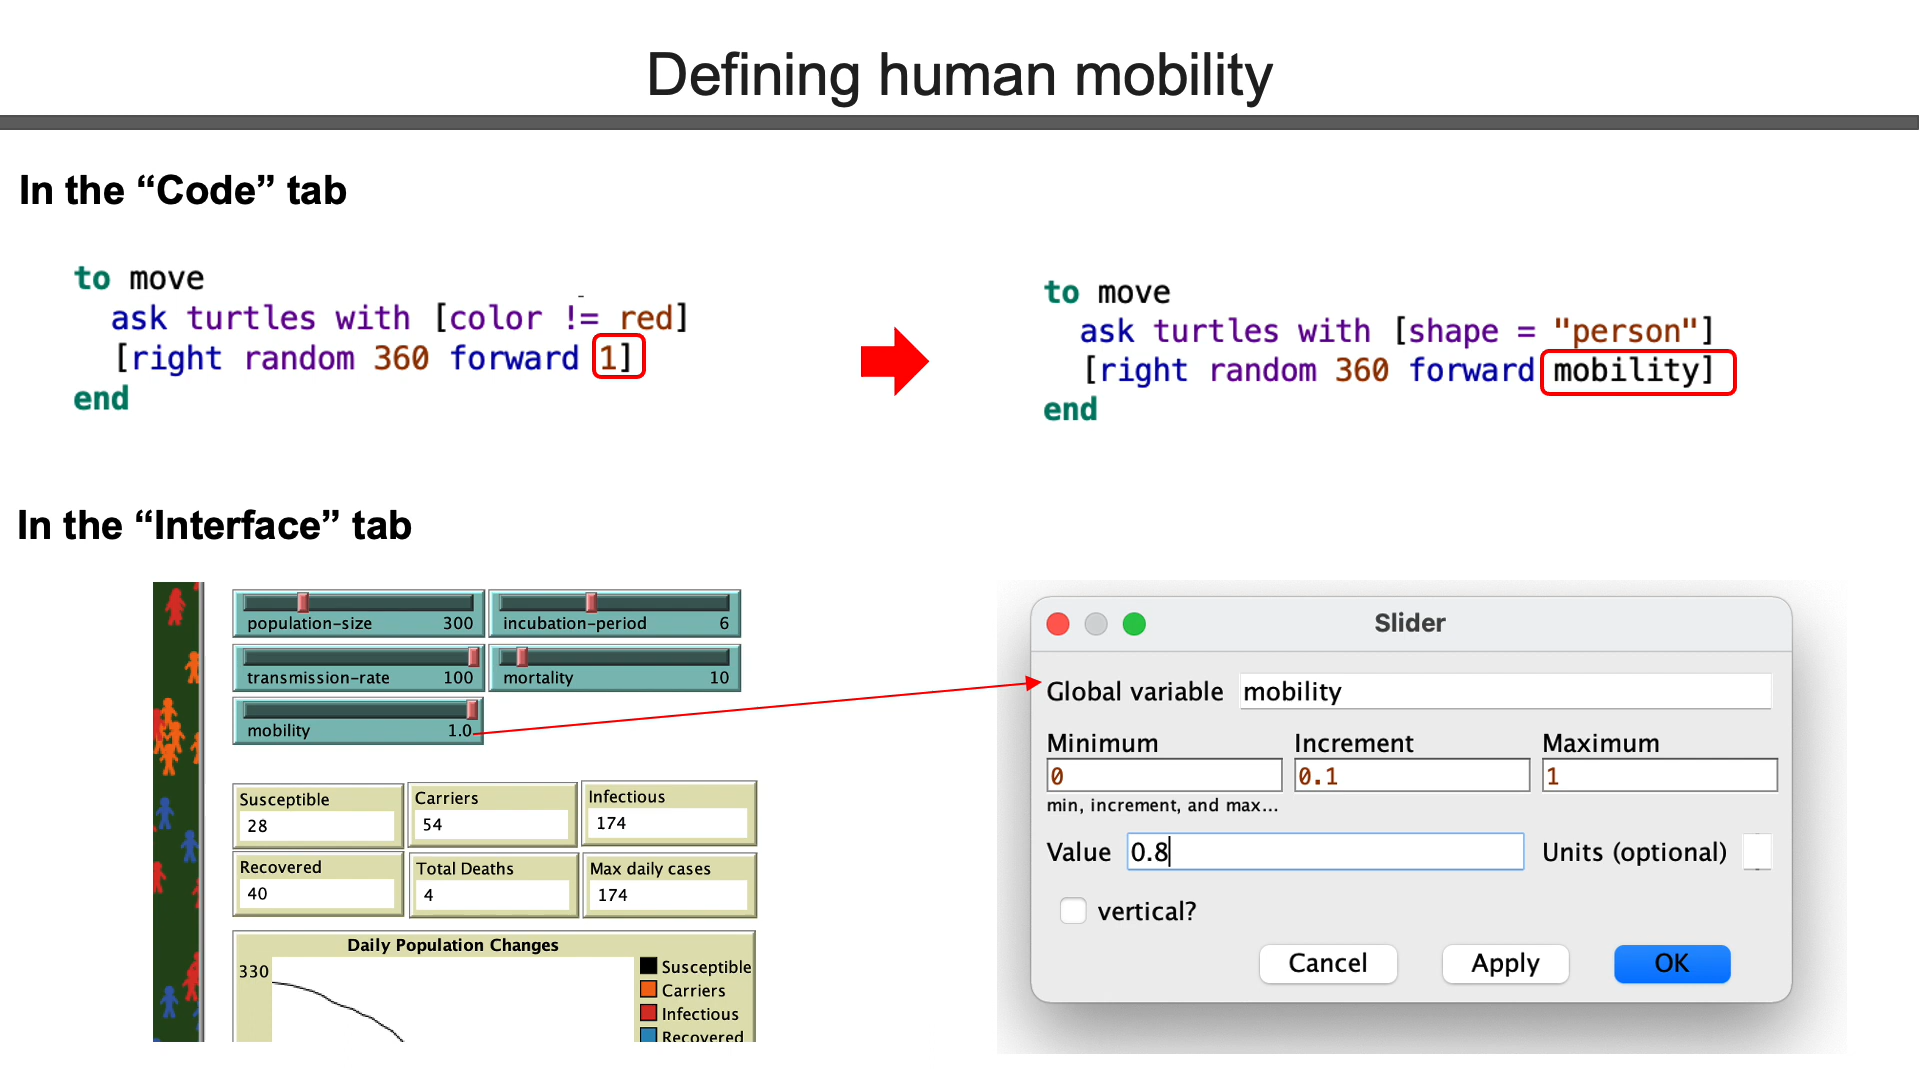 Defining human mobility
In the “Code” tab
to move
ask turtles with [color != red]
[right random 360 forward 1]
end
to move
ask turtles with [shape = "person"]
[right random 360 forward mobility]
end
In the “Interface” tab
population-size 300
incubation-period 6
transmission-rate 100
mortality 10
mobility 1.0
Susceptible
28
Carriers
54
Infectious
174
Recovered
40
Total Deaths
4
Max daily cases
174
Daily Population Changes
330
Susceptible
Carriers
Infectious
Recovered
Slider
Global variable mobility
Minimum Increment Maximum
0 0.1 1
min, increment, and max...
Value 0.8 Units (optional)
vertical?
Cancel Apply OK